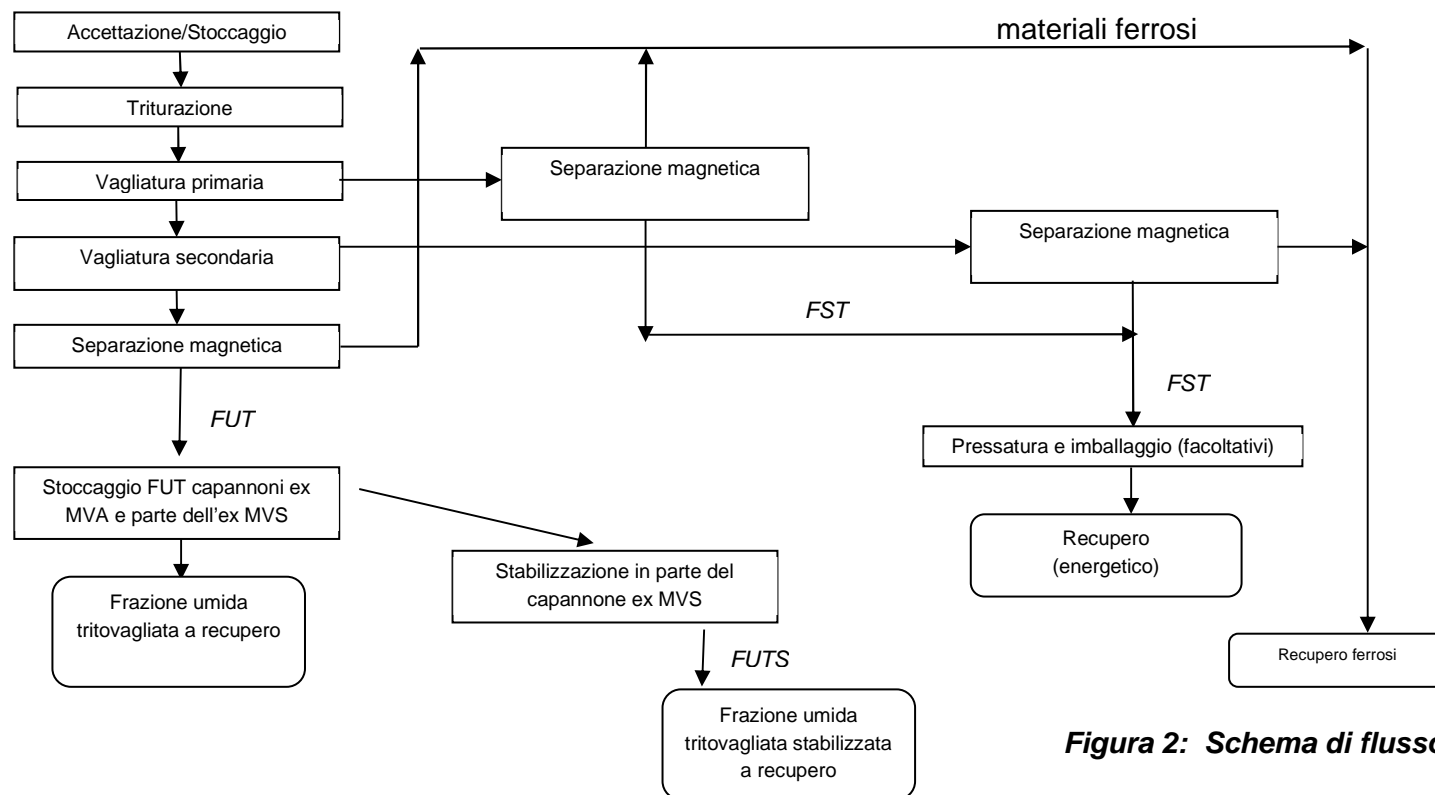 Accettazione/Stoccaggio
materiali ferrosi
Triturazione
Vagliatura primaria
Separazione magnetica
Vagliatura secondaria
Separazione magnetica
Separazione magnetica
FST
FST
FUT
Pressatura e imballaggio (facoltativi)
Stoccaggio FUT capannoni ex
MVA e parte dell'ex MVS
Recupero
(energetico)
Stabilizzazione in parte del
capannone ex MVS
Frazione umida
tritovagliata a recupero
Recupero ferrosi
FUTS
Frazione umida
tritovagliata stabilizzata
a recupero
Figura 2: Schema di flusso